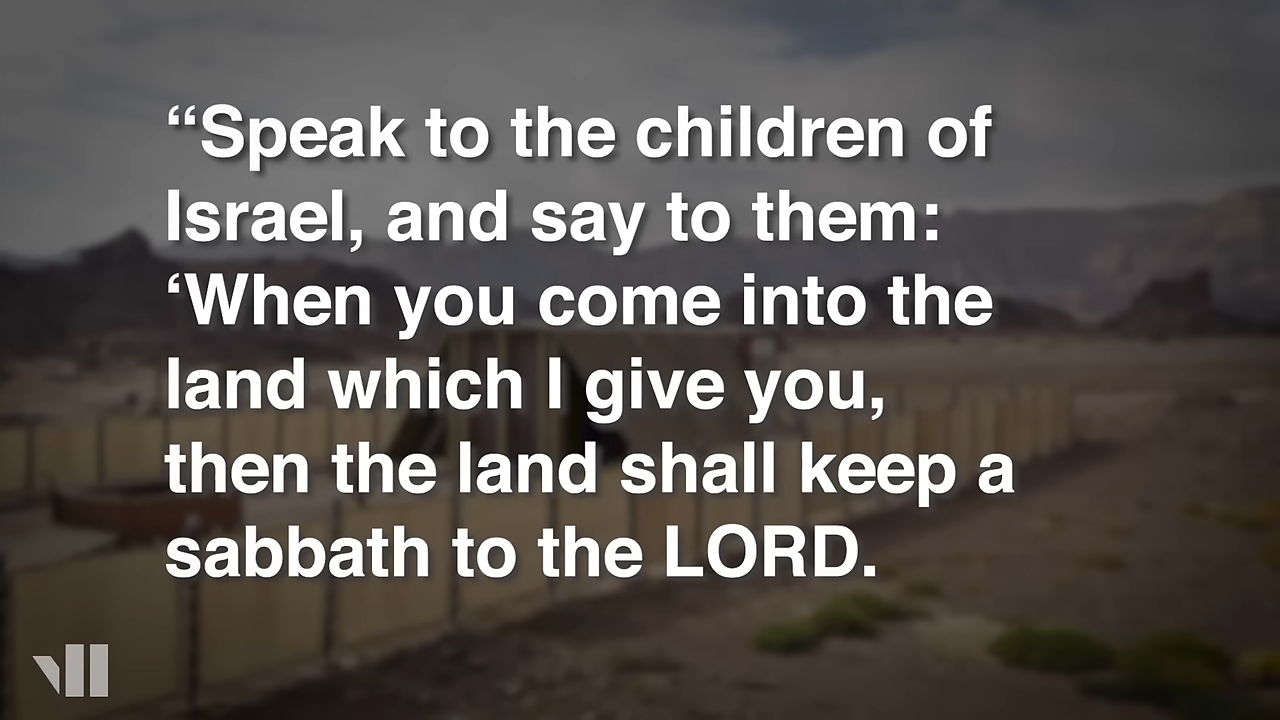 “Speak to the children of
Israel, and say to them:
‘When you come into the
land which I give you,
then the land shall keep a
sabbath to the LORD.